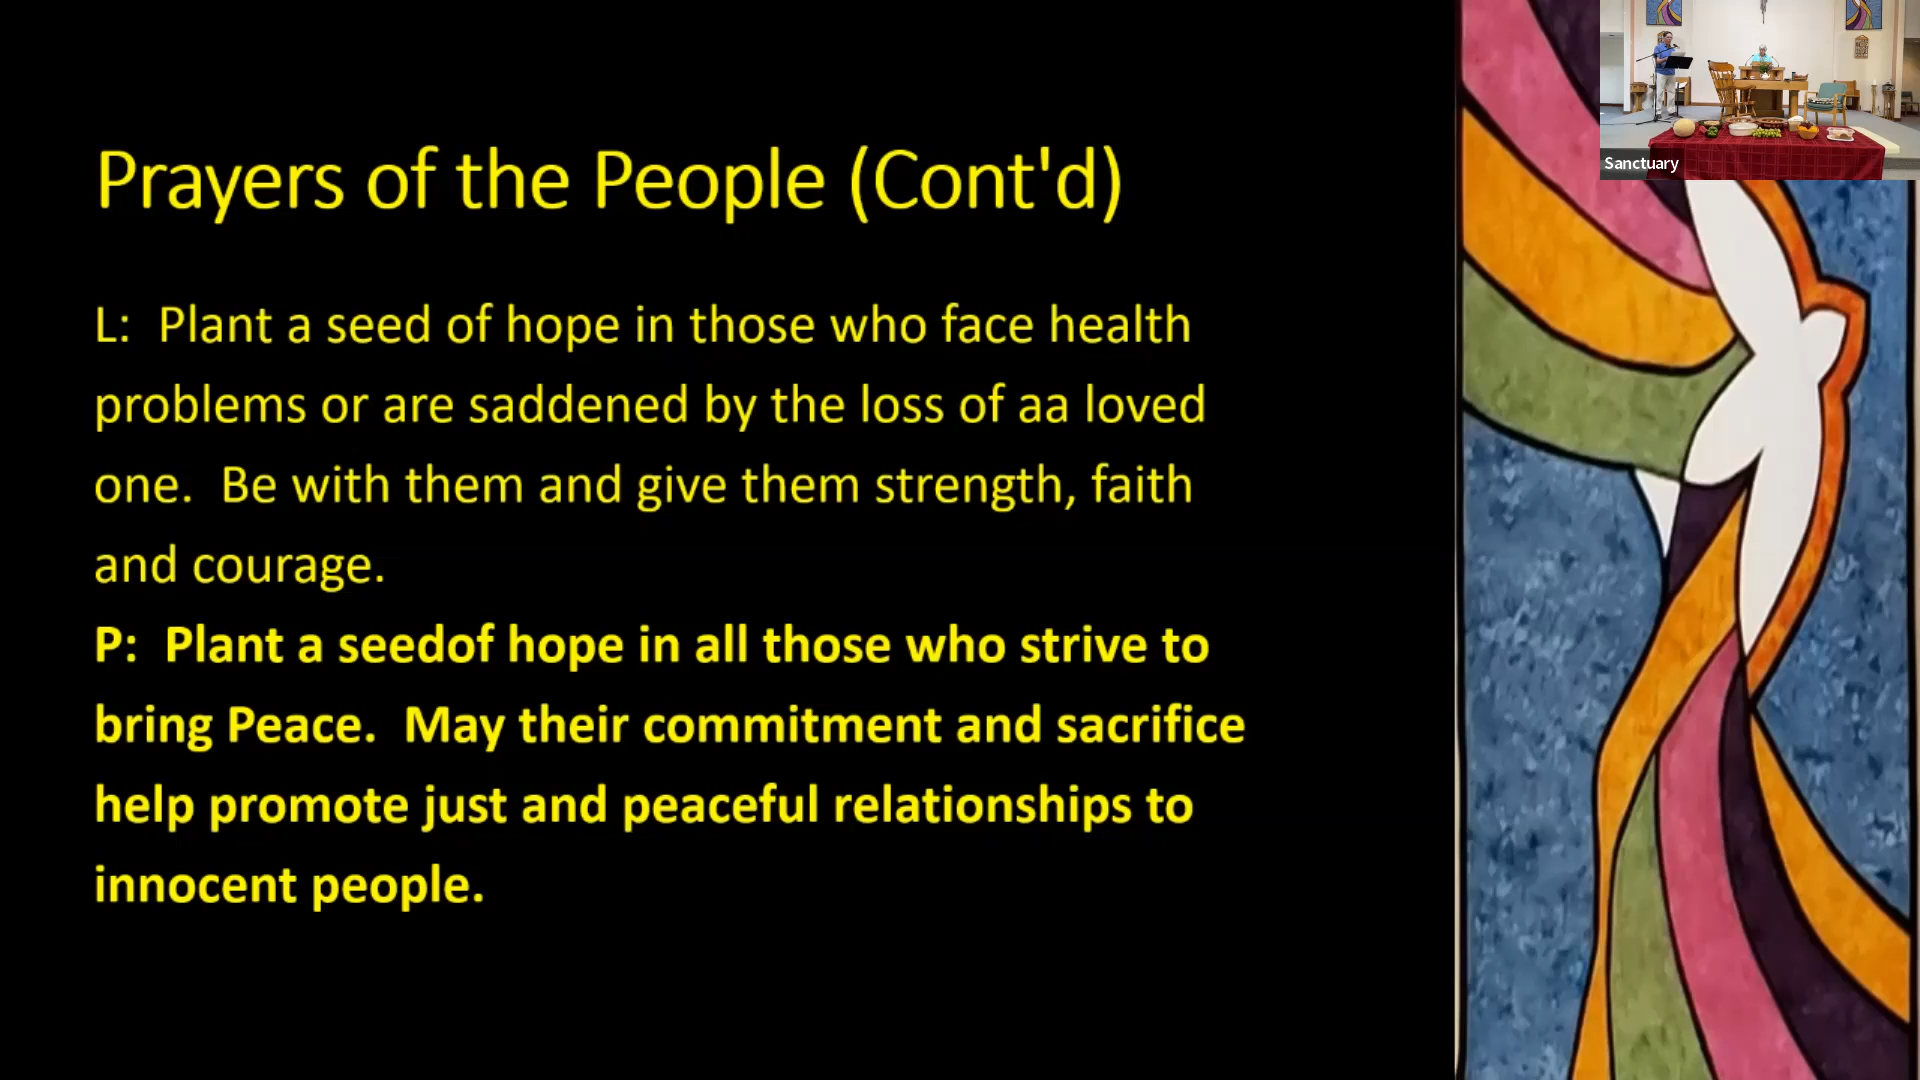 Prayers of the People (Cont'd)
L:  Plant a seed of hope in those who face health
problems or are saddened by the loss of aa loved
one.  Be with them and give them strength, faith
and courage.
P:  Plant a seedof hope in all those who strive to
bring Peace.  May their commitment and sacrifice
help promote just and peaceful relationships to
innocent people.
Sanctuary